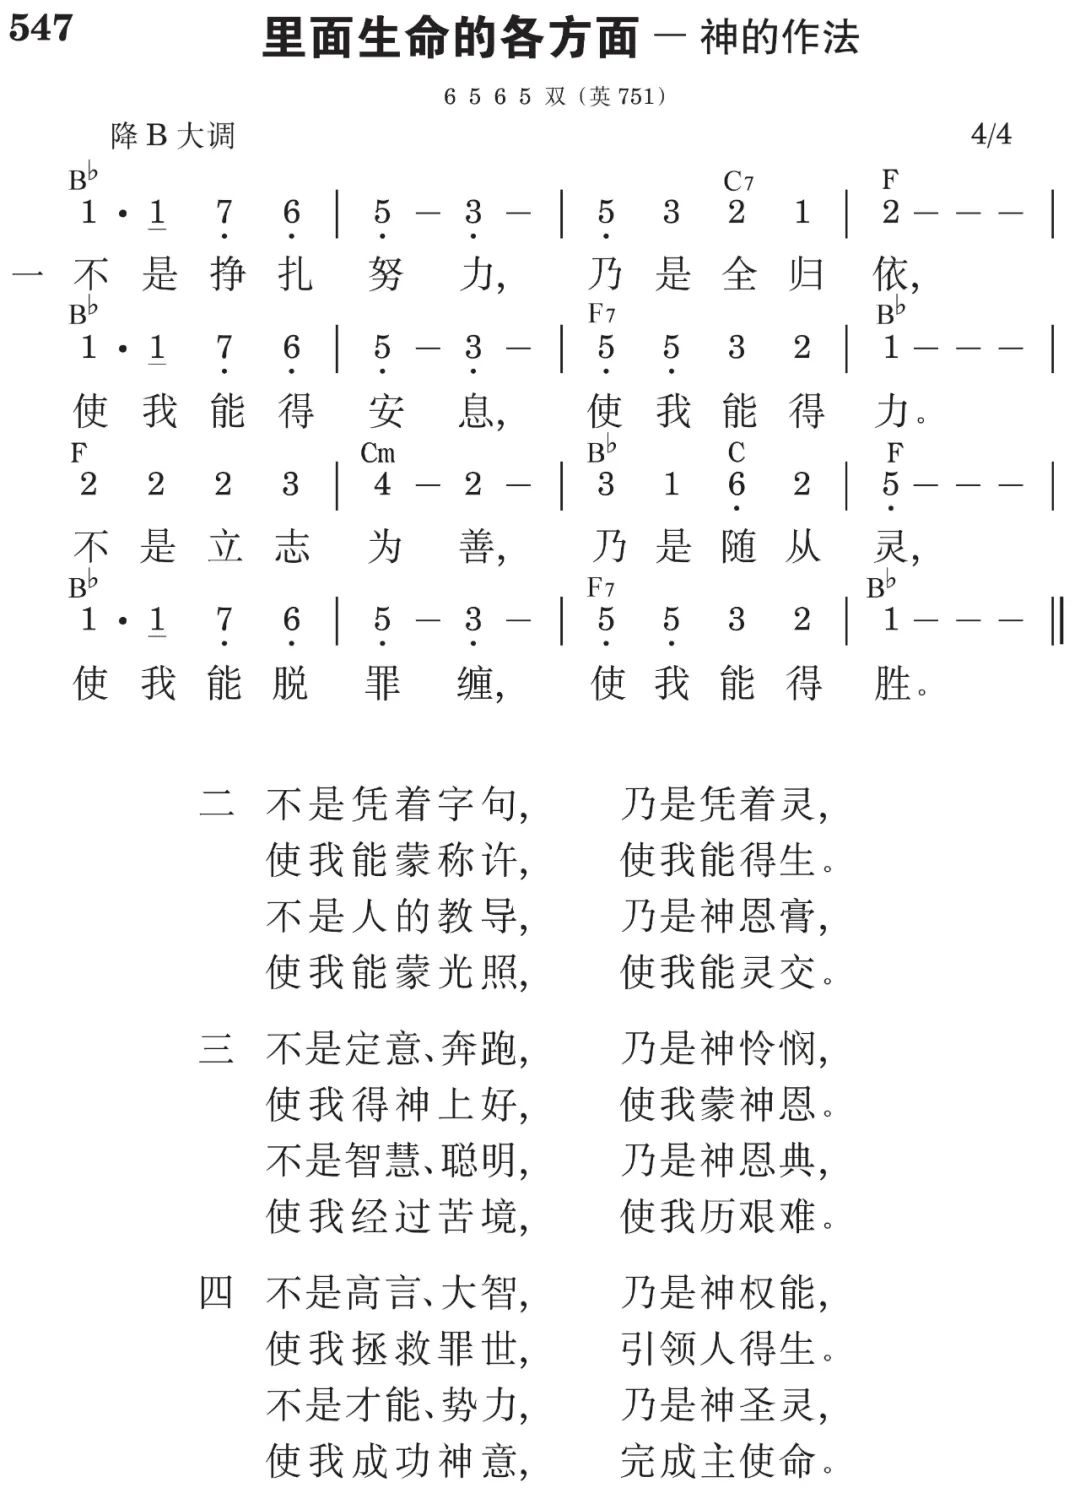 547
里面生命的各方面 — 神的作法
6 5 6 5 双（英 751）
降 B 大调 4/4
B♭ C7 F
1 · 1 7 6 | 5 – 3 – | 5 3 2 1 | 2 – – – |
一 不 是 挣 扎 努 力, 乃 是 全 归 依,
B♭ F7 B♭
1 · 1 7 6 | 5 – 3 – | 5 5 3 2 | 1 – – – |
使 我 能 得 安 息, 使 我 能 得 力。
F Cm B♭ C F
2 2 2 3 | 4 – 2 – | 3 1 6 2 | 5 – – – |
不 是 立 志 为 善, 乃 是 随 从 灵,
B♭ F7 B♭
1 · 1 7 6 | 5 – 3 – | 5 5 3 2 | 1 – – – ‖
使 我 能 脱 罪 缠, 使 我 能 得 胜。
二 不是凭着字句, 乃是凭着灵,
使我能蒙称许, 使我能得生。
不是人的教导, 乃是神恩膏,
使我能蒙光照, 使我能灵交。
三 不是定意、奔跑, 乃是神怜悯,
使我得神上好, 使我蒙神恩。
不是智慧、聪明, 乃是神恩典,
使我经过苦境, 使我历艰难。
四 不是高言、大智, 乃是神权能,
使我拯救罪世, 引领人得生。
不是才能、势力, 乃是神圣灵,
使我成功神意, 完成主使命。